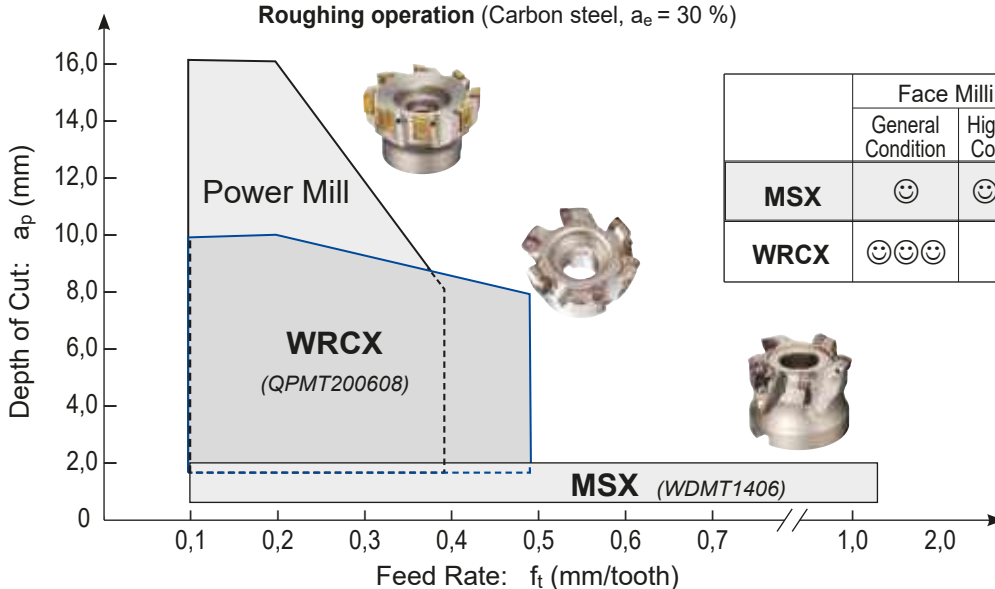 Roughing operation (Carbon steel, ae = 30 %)
Depth of Cut: ap (mm)
16,0
14,0
12,0
10,0
8,0
6,0
4,0
2,0
0
Power Mill
WRCX
(QPMT200608)
MSX (WDMT1406)
0,1 0,2 0,3 0,4 0,5 0,6 0,7 1,0 2,0
Feed Rate: ft (mm/tooth)
Face Milli
General
Condition
Hig
Co
MSX
WRCX